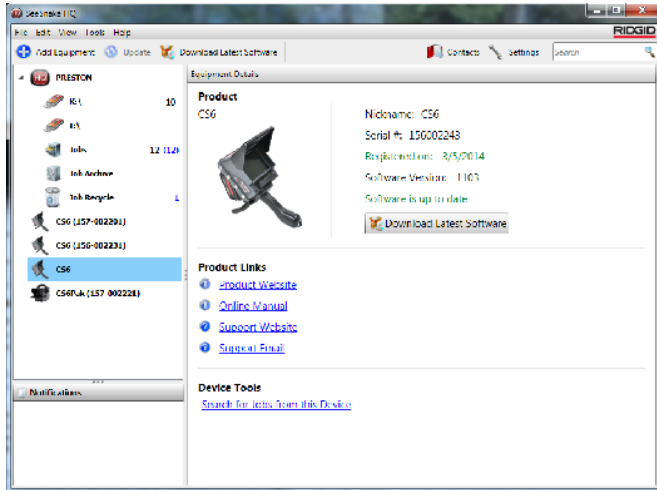 SeeSnake HQ
File Edit View Tools Help
RIDGID
Add Equipment Update Download Latest Software Contacts Settings Search
PRESTON
K:\ 10
Jobs 12 (12)
Job Archive
Job Recycle 1
CS6 (157-002201)
CS6 (156-002231)
CS6
CS6Pak (157-002221)
Notifications
Equipment Details
Product
CS6
Nickname: CS6
Serial #: 156002243
Registered on: 3/5/2014
Software Version: 1103
Software is up to date
Download Latest Software
Product Links
Product Website
Online Manual
Support Website
Support Email
Device Tools
Search for Jobs from this Device